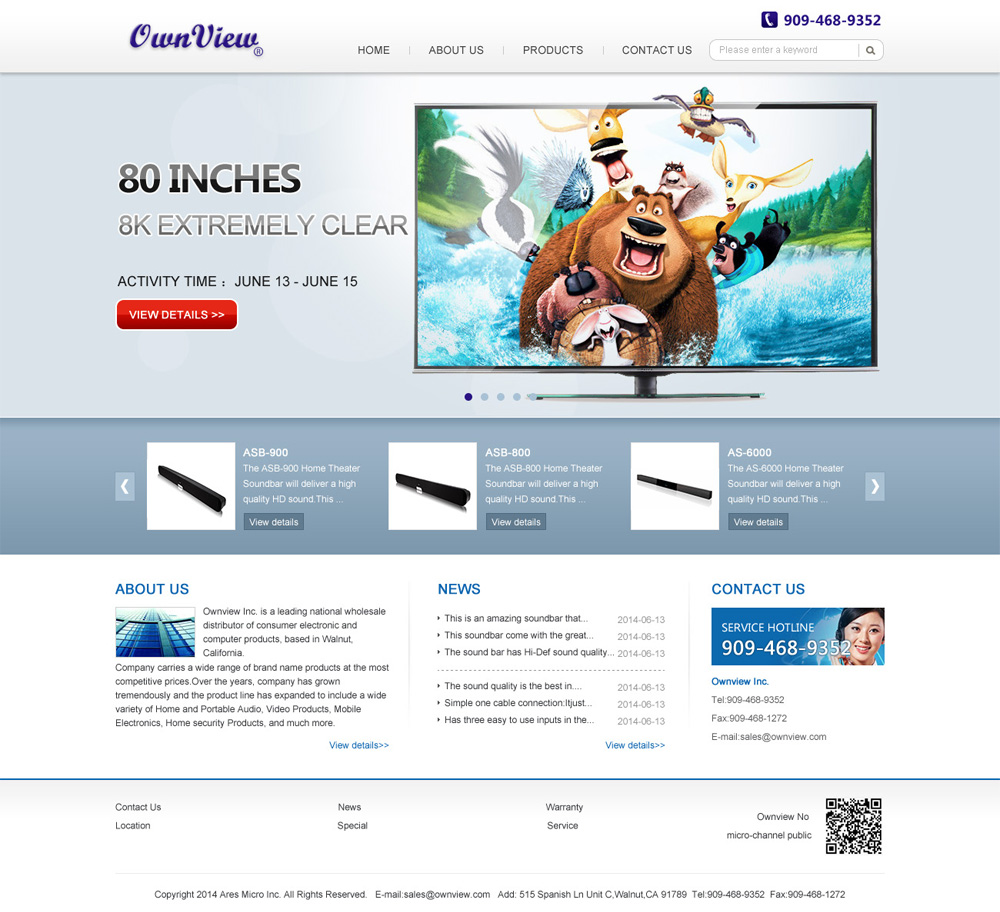 OwnView®
909-468-9352
HOME
ABOUT US
PRODUCTS
CONTACT US
Please enter a keyword
80 INCHES
8K EXTREMELY CLEAR
ACTIVITY TIME : JUNE 13 - JUNE 15
VIEW DETAILS >>
ASB-900
The ASB-900 Home Theater
Soundbar will deliver a high
quality HD sound.This ...
View details
ASB-800
The ASB-800 Home Theater
Soundbar will deliver a high
quality HD sound.This ...
View details
AS-6000
The AS-6000 Home Theater
Soundbar will deliver a high
quality HD sound.This ...
View details
ABOUT US
Ownview Inc. is a leading national wholesale
distributor of consumer electronic and
computer products, based in Walnut,
California.
Company carries a wide range of brand name products at the most
competitive prices.Over the years, company has grown
tremendously and the product line has expanded to include a wide
variety of Home and Portable Audio, Video Products, Mobile
Electronics, Home security Products, and much more.
View details>>
NEWS
This is an amazing soundbar that... 2014-06-13
This soundbar come with the great... 2014-06-13
The sound bar has Hi-Def sound quality... 2014-06-13
The sound quality is the best in.... 2014-06-13
Simple one cable connection:Itjust... 2014-06-13
Has three easy to use inputs in the... 2014-06-13
View details>>
CONTACT US
SERVICE HOTLINE
909-468-9352
Ownview Inc.
Tel:909-468-9352
Fax:909-468-1272
E-mail:sales@ownview.com
Contact Us
Location
News
Special
Warranty
Service
Ownview No
micro-channel public
Copyright 2014 Ares Micro Inc. All Rights Reserved. E-mail:sales@ownview.com Add: 515 Spanish Ln Unit C,Walnut,CA 91789 Tel:909-468-9352 Fax:909-468-1272